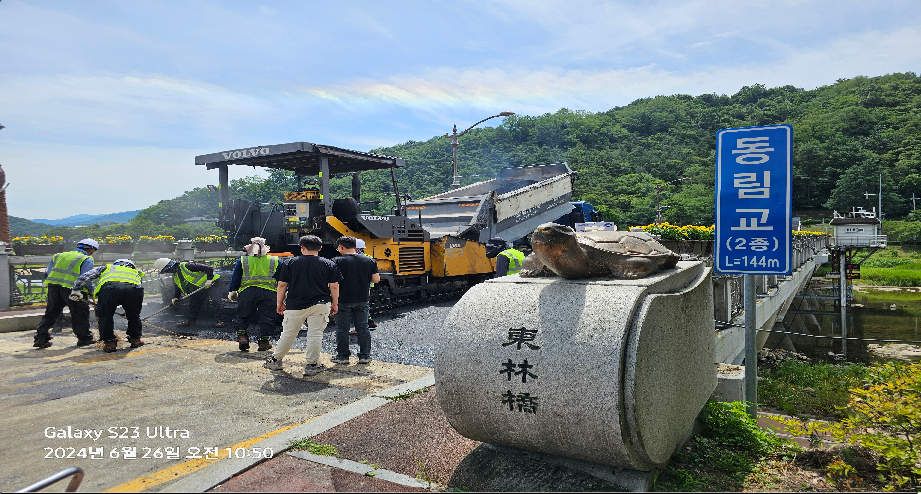 VOLVO
동
림
교
(2종)
L=144m
東
林
橋
Galaxy S23 Ultra
2024년 6월 26일 오전 10:50